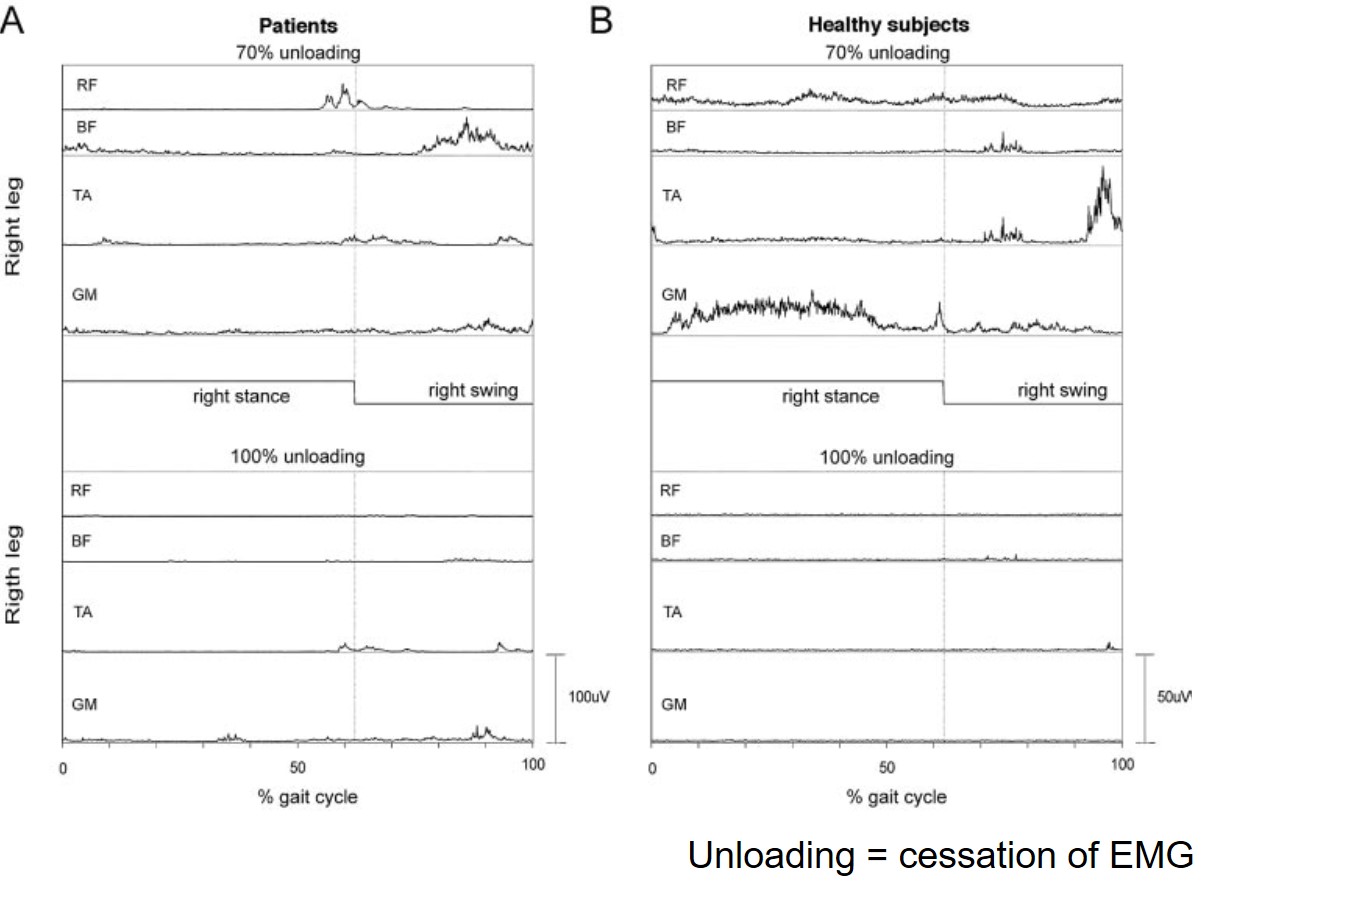 A
Patients
70% unloading
RF
BF
TA
GM
Right leg
right stance
right swing
100% unloading
RF
BF
TA
GM
Rigth leg
100uV
0
50
100
% gait cycle
B
Healthy subjects
70% unloading
RF
BF
TA
GM
right stance
right swing
100% unloading
RF
BF
TA
GM
50uV
0
50
100
% gait cycle
Unloading = cessation of EMG